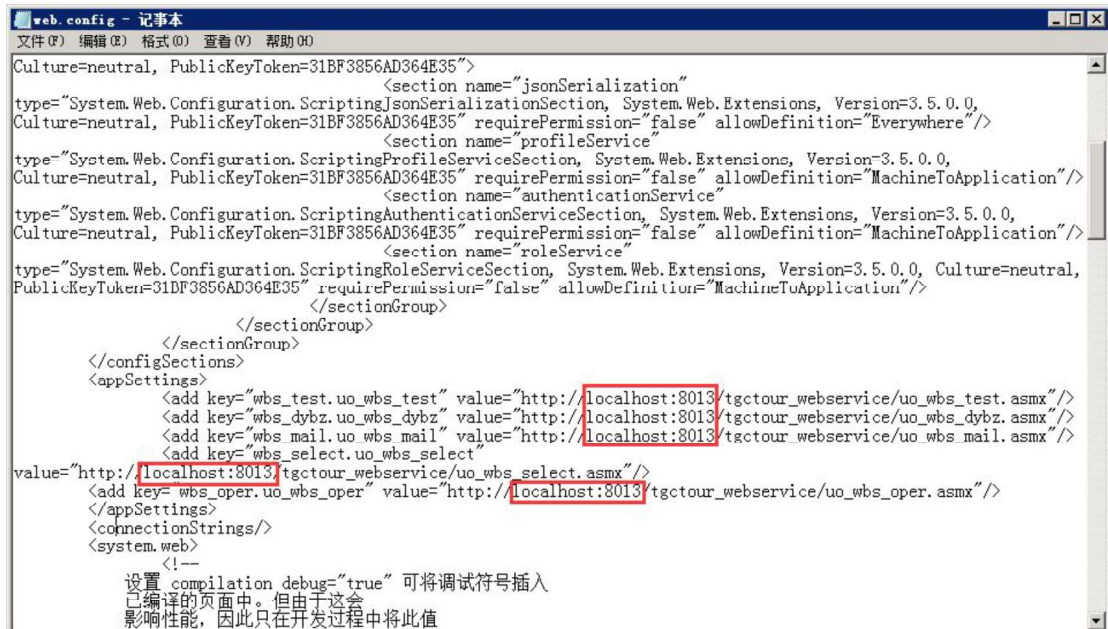 web.config - 记事本
文件(F) 编辑(E) 格式(O) 查看(V) 帮助(H)
Culture=neutral, PublicKeyToken=31BF3856AD364E35">
<section name="jsonSerialization"
type="System.Web.Configuration.ScriptingJsonSerializationSection, System.Web.Extensions, Version=3.5.0.0,
Culture=neutral, PublicKeyToken=31BF3856AD364E35" requirePermission="false" allowDefinition="Everywhere"/>
<section name="profileService"
type="System.Web.Configuration.ScriptingProfileServiceSection, System.Web.Extensions, Version=3.5.0.0,
Culture=neutral, PublicKeyToken=31BF3856AD364E35" requirePermission="false" allowDefinition="MachineToApplication"/>
<section name="authenticationService"
type="System.Web.Configuration.ScriptingAuthenticationServiceSection, System.Web.Extensions, Version=3.5.0.0,
Culture=neutral, PublicKeyToken=31BF3856AD364E35" requirePermission="false" allowDefinition="MachineToApplication"/>
<section name="roleService"
type="System.Web.Configuration.ScriptingRoleServiceSection, System.Web.Extensions, Version=3.5.0.0, Culture=neutral,
PublicKeyToken=31BF3856AD364E35" requirePermission="false" allowDefinition="MachineToApplication"/>
</sectionGroup>
</sectionGroup>
</sectionGroup>
</configSections>
<appSettings>
<add key="wbs_test.uo_wbs_test" value="http://localhost:8013/tgctour_webservice/uo_wbs_test.asmx"/>
<add key="wbs_dybz.uo_wbs_dybz" value="http://localhost:8013/tgctour_webservice/uo_wbs_dybz.asmx"/>
<add key="wbs_mail.uo_wbs_mail" value="http://localhost:8013/tgctour_webservice/uo_wbs_mail.asmx"/>
<add key="wbs_select.uo_wbs_select"
value="http://localhost:8013/tgctour_webservice/uo_wbs_select.asmx"/>
<add key="wbs_oper.uo_wbs_oper" value="http://localhost:8013/tgctour_webservice/uo_wbs_oper.asmx"/>
</appSettings>
<connectionStrings/>
<system.web>
<!--
设置 compilation debug="true" 可将调试符号插入
已编译的页面中。但由于这会
影响性能，因此只在开发过程中将此值